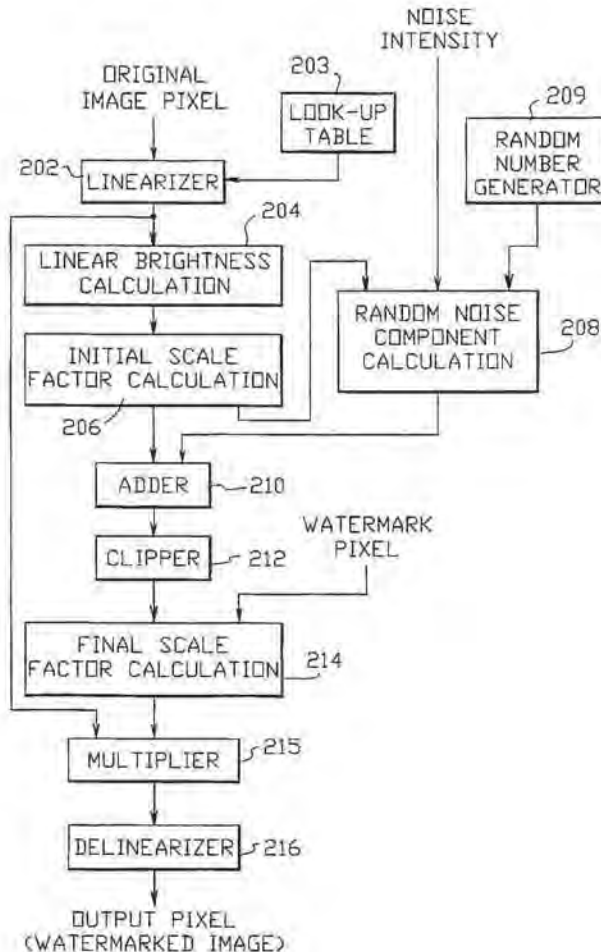 NOISE
INTENSITY
ORIGINAL
IMAGE PIXEL
203
LOOK-UP
TABLE
209
RANDOM
NUMBER
GENERATOR
202
LINEARIZER
204
LINEAR BRIGHTNESS
CALCULATION
RANDOM NOISE
COMPONENT
CALCULATION
208
INITIAL SCALE
FACTOR CALCULATION
206
ADDER
210
CLIPPER
212
WATERMARK
PIXEL
FINAL SCALE
FACTOR CALCULATION
214
MULTIPLIER
215
DELINEARIZER
216
OUTPUT PIXEL
(WATERMARKED IMAGE)